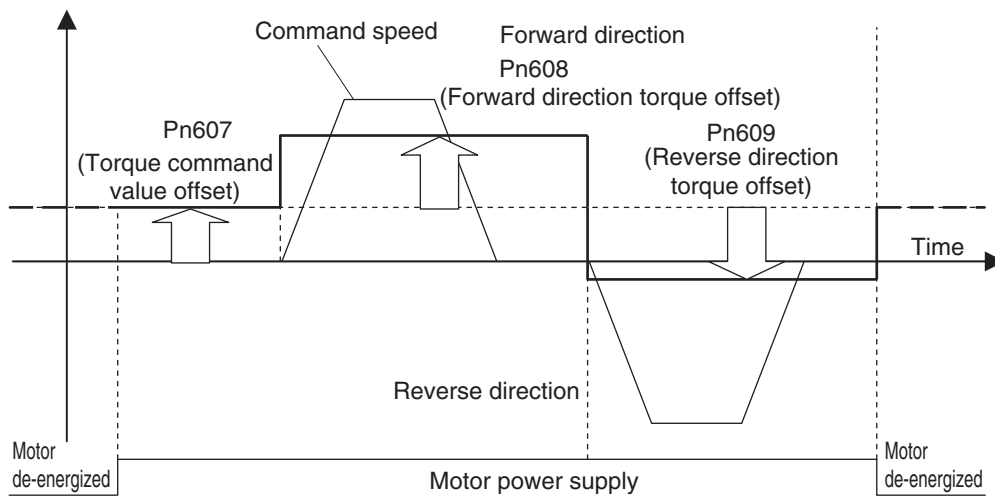 Command speed
Forward direction
Pn608
(Forward direction torque offset)
Pn607
(Torque command
value offset)
Pn609
(Reverse direction
torque offset)
Time
Reverse direction
Motor
de-energized
Motor power supply
Motor
de-energized